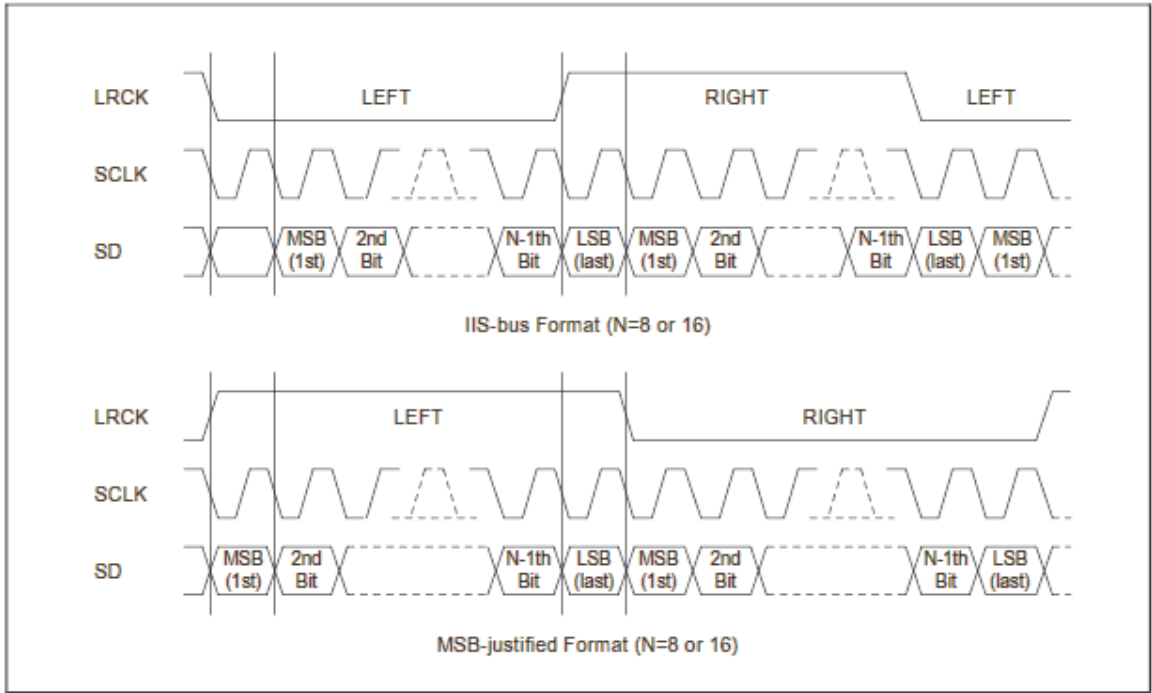 LRCK
LEFT
RIGHT
LEFT
SCLK
SD
MSB
(1st)
2nd
Bit
N-1th
Bit
LSB
(last)
MSB
(1st)
2nd
Bit
N-1th
Bit
LSB
(last)
MSB
(1st)
IIS-bus Format (N=8 or 16)
LRCK
LEFT
RIGHT
SCLK
SD
MSB
(1st)
2nd
Bit
N-1th
Bit
LSB
(last)
MSB
(1st)
2nd
Bit
N-1th
Bit
LSB
(last)
MSB-justified Format (N=8 or 16)